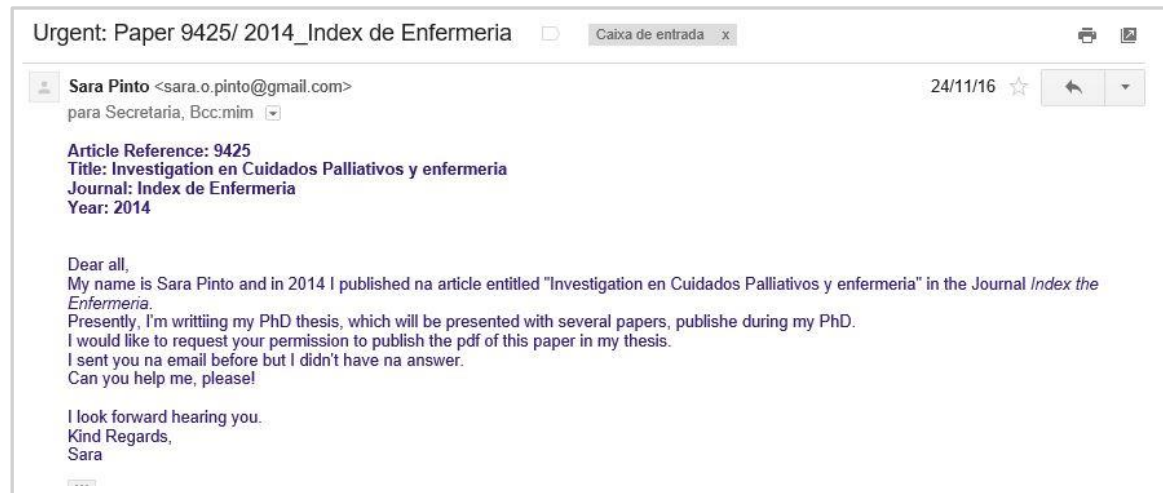 Urgent: Paper 9425/ 2014_Index de Enfermeria
Caixa de entrada x
Sara Pinto <sara.o.pinto@gmail.com>
24/11/16
para Secretaria, Bcc:mim
Article Reference: 9425
Title: Investigation en Cuidados Palliativos y enfermeria
Journal: Index de Enfermeria
Year: 2014
Dear all,
My name is Sara Pinto and in 2014 I published na article entitled "Investigation en Cuidados Palliativos y enfermeria" in the Journal Index the
Enfermeria.
Presently, I'm writtiing my PhD thesis, which will be presented with several papers, publishe during my PhD.
I would like to request your permission to publish the pdf of this paper in my thesis.
I sent you na email before but I didn't have na answer.
Can you help me, please!
I look forward hearing you.
Kind Regards,
Sara